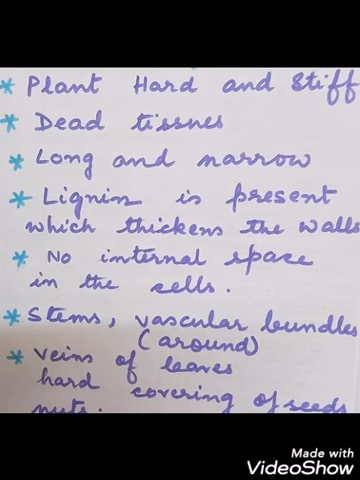 * Plant Hard and Stiff
* Dead tissues
* Long and narrow
* Lignin is present
which thickens the walls
* No internal space
in the cells.
* Stems, vascular bundles
(around)
* Veins of leaves
hard covering of seeds
nuts.
Made with
VideoShow